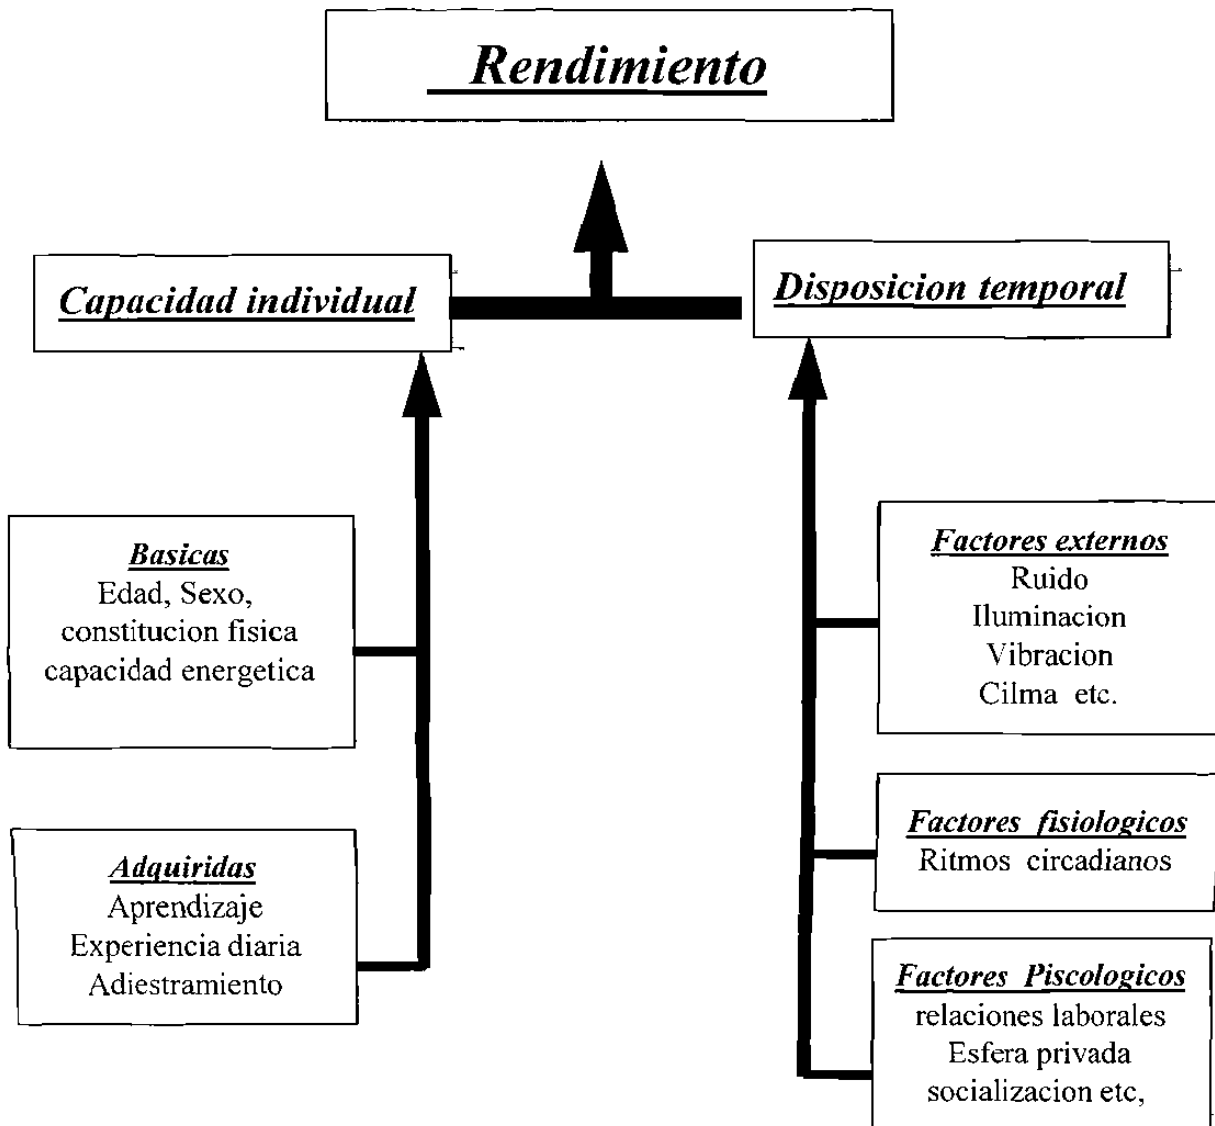 Rendimiento
Capacidad individual
Disposicion temporal
Basicas
Edad, Sexo,
constitucion fisica
capacidad energetica
Adquiridas
Aprendizaje
Experiencia diaria
Adiestramiento
Factores externos
Ruido
Iluminacion
Vibracion
Cilma etc.
Factores fisiologicos
Ritmos circadianos
Factores Piscologicos
relaciones laborales
Esfera privada
socializacion etc,